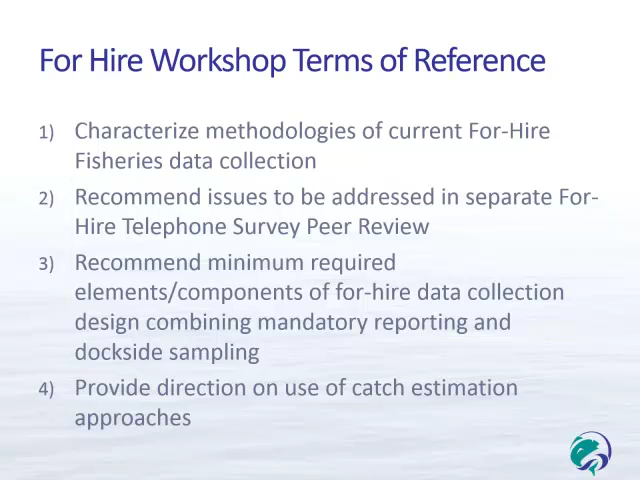 For Hire Workshop Terms of Reference
1) Characterize methodologies of current For-Hire
Fisheries data collection
2) Recommend issues to be addressed in separate For-
Hire Telephone Survey Peer Review
3) Recommend minimum required
elements/components of for-hire data collection
design combining mandatory reporting and
dockside sampling
4) Provide direction on use of catch estimation
approaches